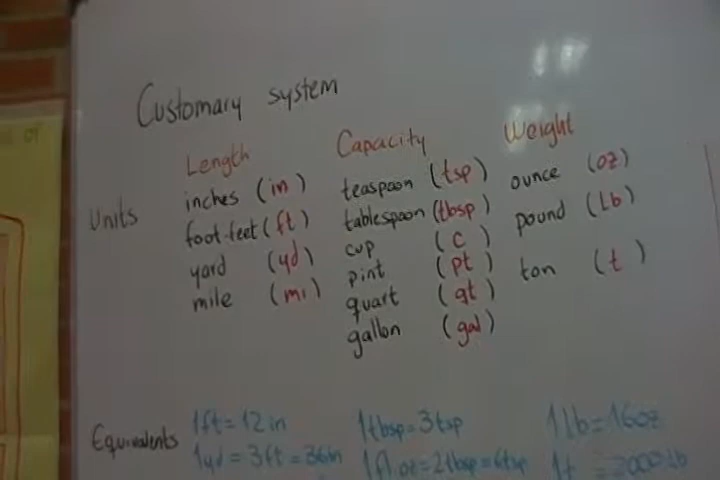 Customary system
Length Capacity Weight
Units inches (in) teaspoon (tsp) ounce (oz)
foot-feet (ft) tablespoon (tbsp) pound (Lb)
yard (yd) cup (c)
mile (mi) pint (pt) ton (t)
quart (qt)
gallon (gal)
Equivalents 1ft = 12 in 1tbsp = 3tsp 1Lb = 16oz
1yd = 3ft = 36in 1fl oz = 2tbsp = 6tsp 1t = 2000Lb